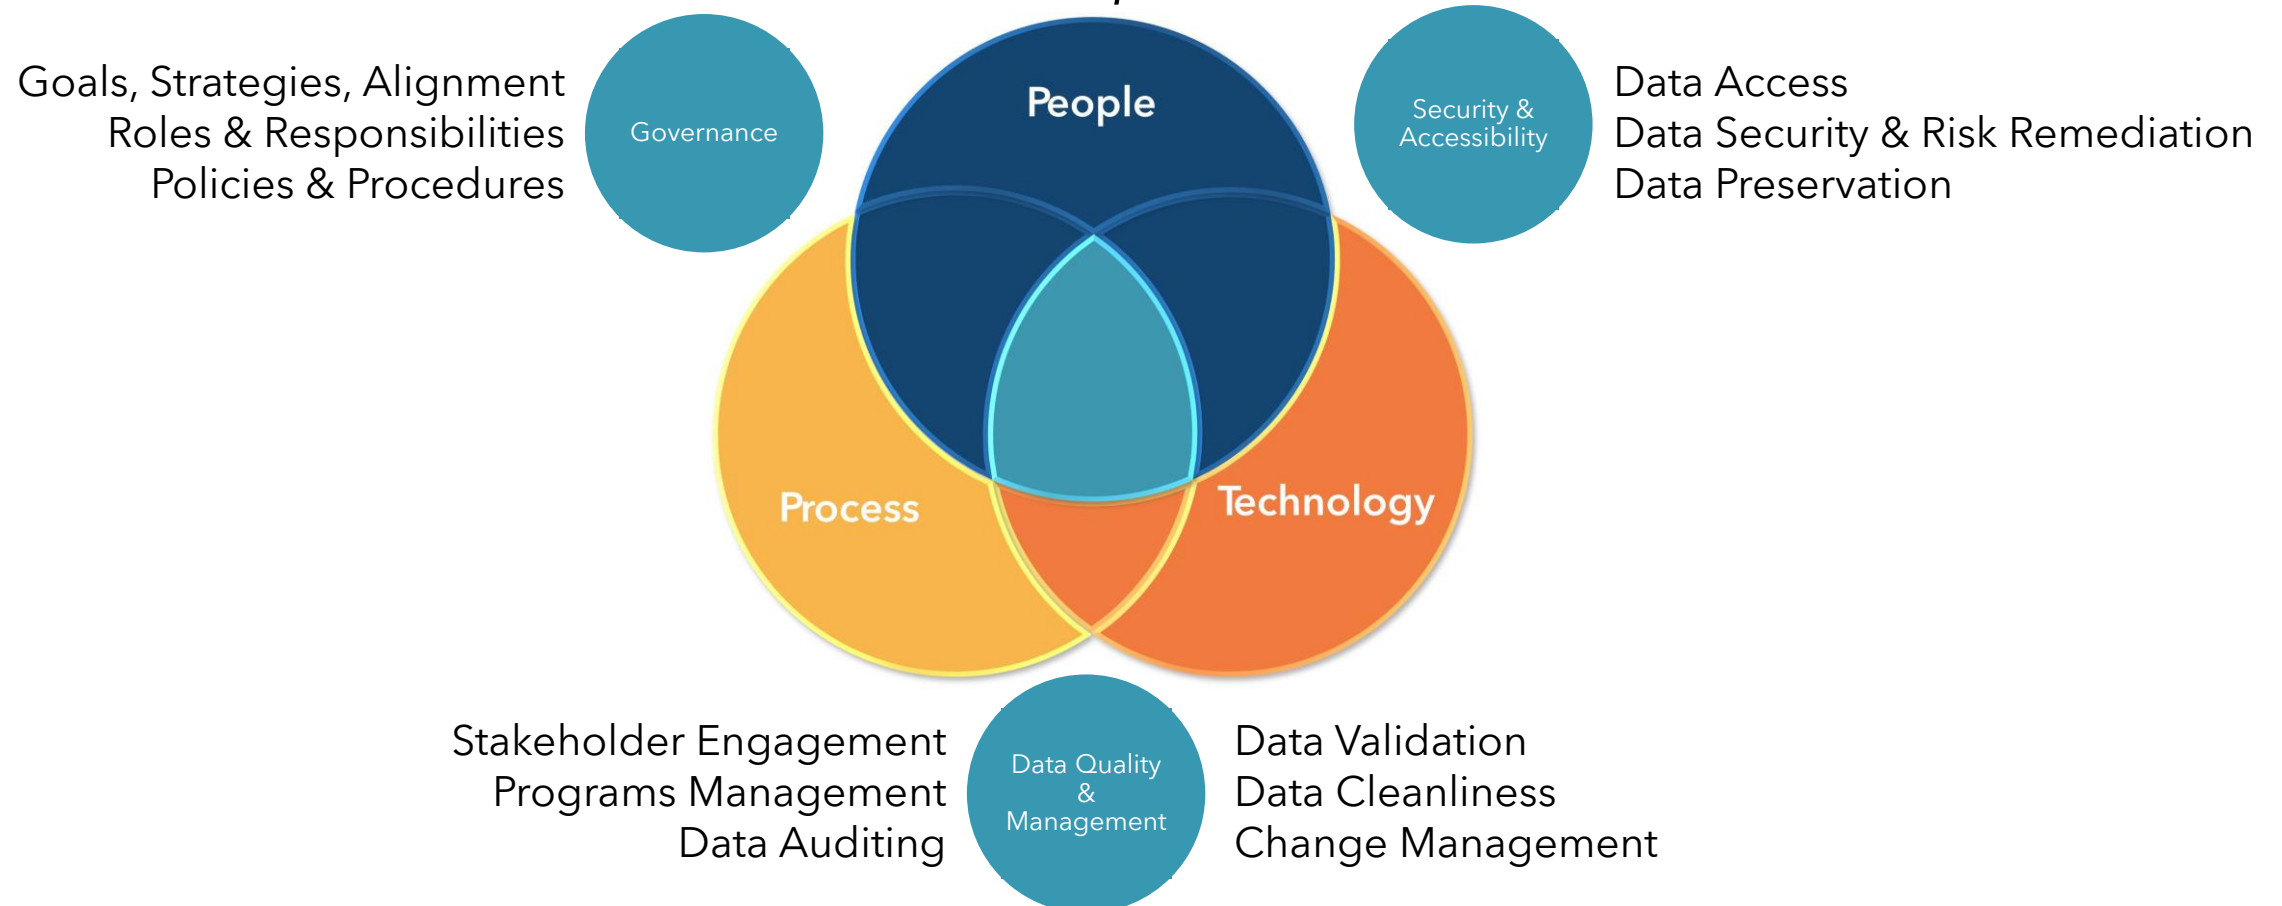 People
Goals, Strategies, Alignment
Roles & Responsibilities
Policies & Procedures
Governance
Security &
Accessibility
Data Access
Data Security & Risk Remediation
Data Preservation
Process
Technology
Stakeholder Engagement
Programs Management
Data Auditing
Data Quality
&
Management
Data Validation
Data Cleanliness
Change Management